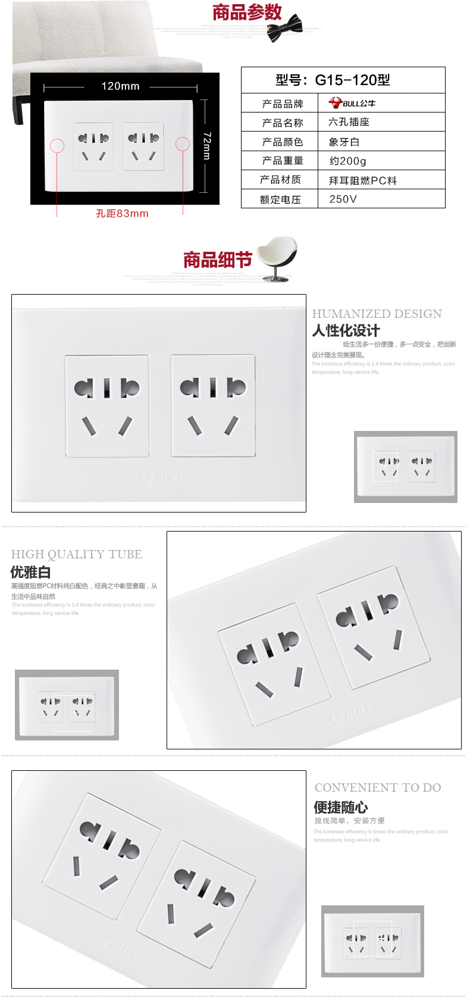 商品参数
120mm
72mm
孔距83mm
型号：G15-120型
产品品牌 BULL公牛
产品名称 六孔插座
产品颜色 象牙白
产品重量 约200g
产品材质 拜耳阻燃PC料
额定电压 250V
商品细节
BULL
HUMANIZED DESIGN
人性化设计
给生活多一份便捷，多一点安全，把创新
设计理念完美展现。
The luminous efficiency is 1.4 times the ordinary product, color
temperature, long service life.
HIGH QUALITY TUBE
优雅白
高强度阻燃PC材料纯白配色，经典之中彰显意趣，从
生活中品味自然
The luminous efficiency is 1.4 times the ordinary product, color
temperature, long service life.
BULL
CONVENIENT TO DO
便捷随心
接线简单，安装方便
The luminous efficiency is times the ordinary product, color
temperature, long service life.
BULL